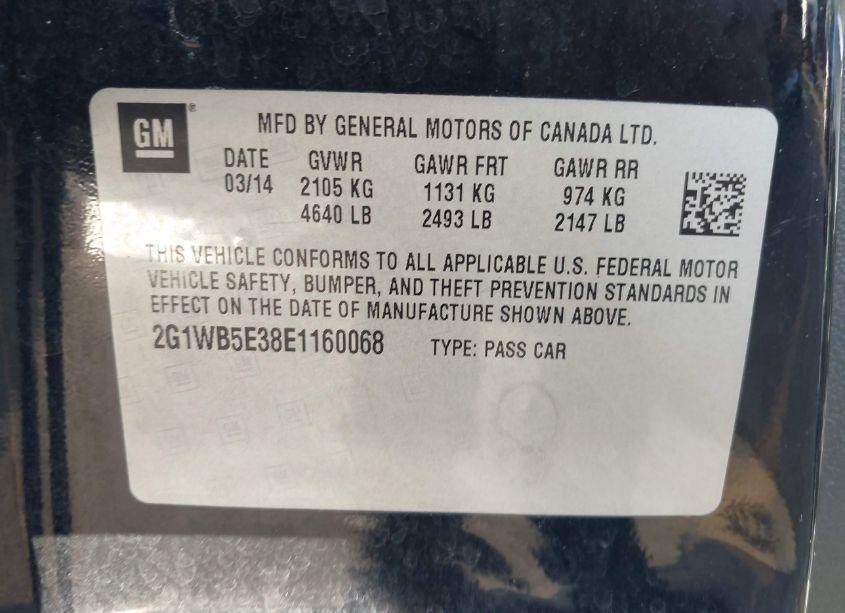 GM® MFD BY GENERAL MOTORS OF CANADA LTD.
DATE GVWR GAWR FRT GAWR RR
03/14 2105 KG 1131 KG 974 KG
4640 LB 2493 LB 2147 LB
THIS VEHICLE CONFORMS TO ALL APPLICABLE U.S. FEDERAL MOTOR
VEHICLE SAFETY, BUMPER, AND THEFT PREVENTION STANDARDS IN
EFFECT ON THE DATE OF MANUFACTURE SHOWN ABOVE.
2G1WB5E38E1160068 TYPE: PASS CAR